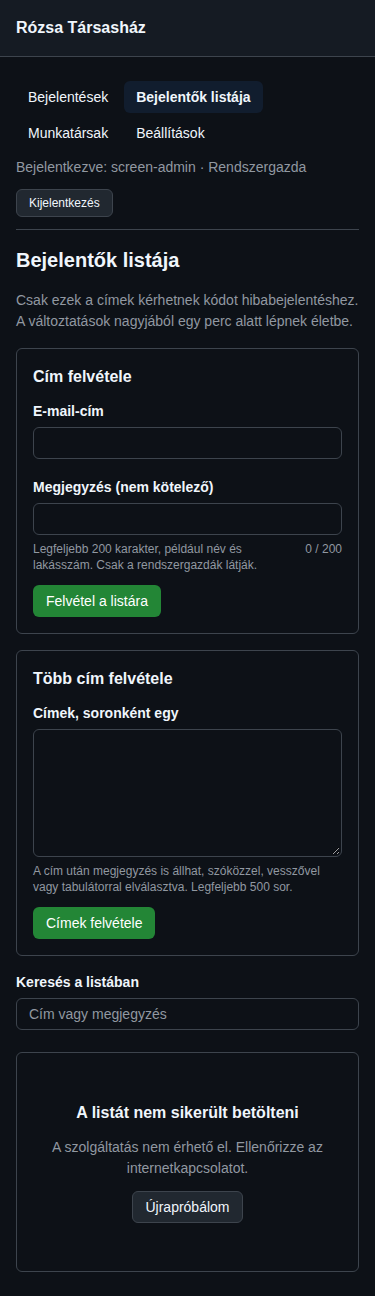 Rózsa Társasház
Bejelentések
Bejelentők listája
Munkatársak
Beállítások
Bejelentkezve: screen-admin · Rendszergazda
Kijelentkezés
Bejelentők listája
Csak ezek a címek kérhetnek kódot hibabejelentéshez.
A változtatások nagyjából egy perc alatt lépnek életbe.
Cím felvétele
E-mail-cím
Megjegyzés (nem kötelező)
Legfeljebb 200 karakter, például név és
lakásszám. Csak a rendszergazdák látják.
0 / 200
Felvétel a listára
Több cím felvétele
Címek, soronként egy
A cím után megjegyzés is állhat, szóközzel, vesszővel
vagy tabulátorral elválasztva. Legfeljebb 500 sor.
Címek felvétele
Keresés a listában
Cím vagy megjegyzés
A listát nem sikerült betölteni
A szolgáltatás nem érhető el. Ellenőrizze az
internetkapcsolatot.
Újrapróbálom